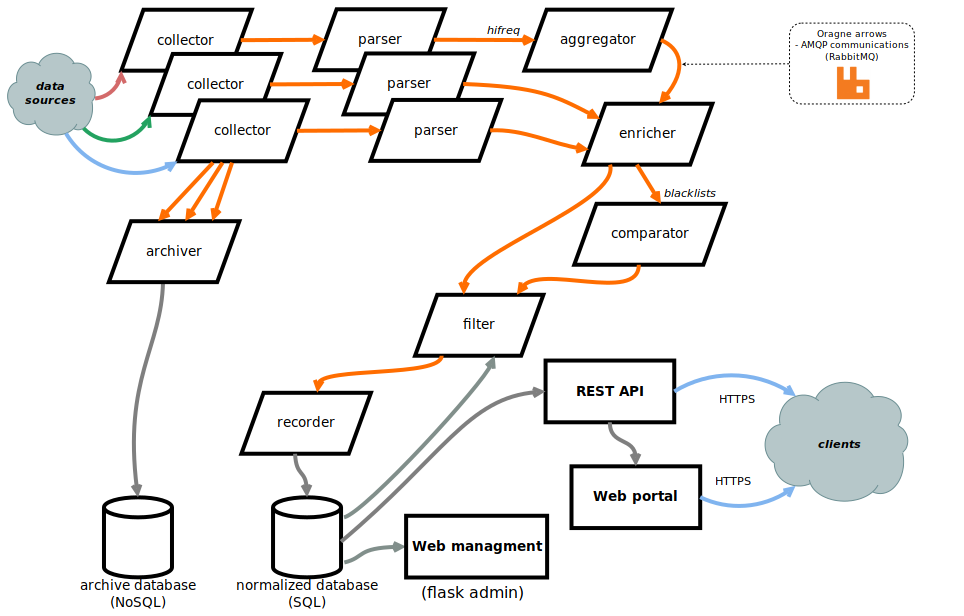 collector
parser
hifreq
aggregator
Oragne arrows
- AMQP communications
(RabbitMQ)
data
sources
collector
parser
collector
parser
enricher
blacklists
archiver
comparator
filter
REST API
HTTPS
recorder
clients
HTTPS
Web portal
Web managment
archive database
(NoSQL)
normalized database
(SQL)
(flask admin)